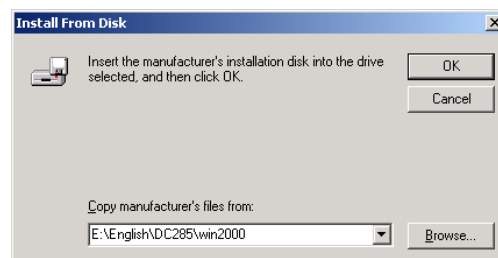 Install From Disk
Insert the manufacturer's installation disk into the drive
selected, and then click OK.
OK
Cancel
Copy manufacturer's files from:
E:\English\DC285\win2000
Browse...